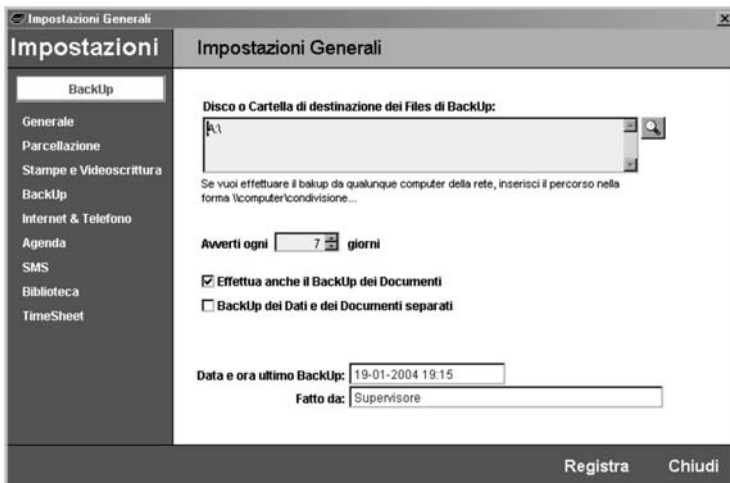 Impostazioni Generali
Impostazioni
Impostazioni Generali
BackUp
Generale
Parcellazione
Stampe e Videoscrittura
BackUp
Internet & Telefono
Agenda
SMS
Biblioteca
TimeSheet
Disco o Cartella di destinazione dei Files di BackUp:
A:\
Se vuoi effettuare il bakup da qualunque computer della rete, inserisci il percorso nella
forma \\computer\condivisione...
Avverti ogni 7 giorni
Effettua anche il BackUp dei Documenti
BackUp dei Dati e dei Documenti separati
Data e ora ultimo BackUp: 19-01-2004 19:15
Fatto da: Supervisore
Registra Chiudi